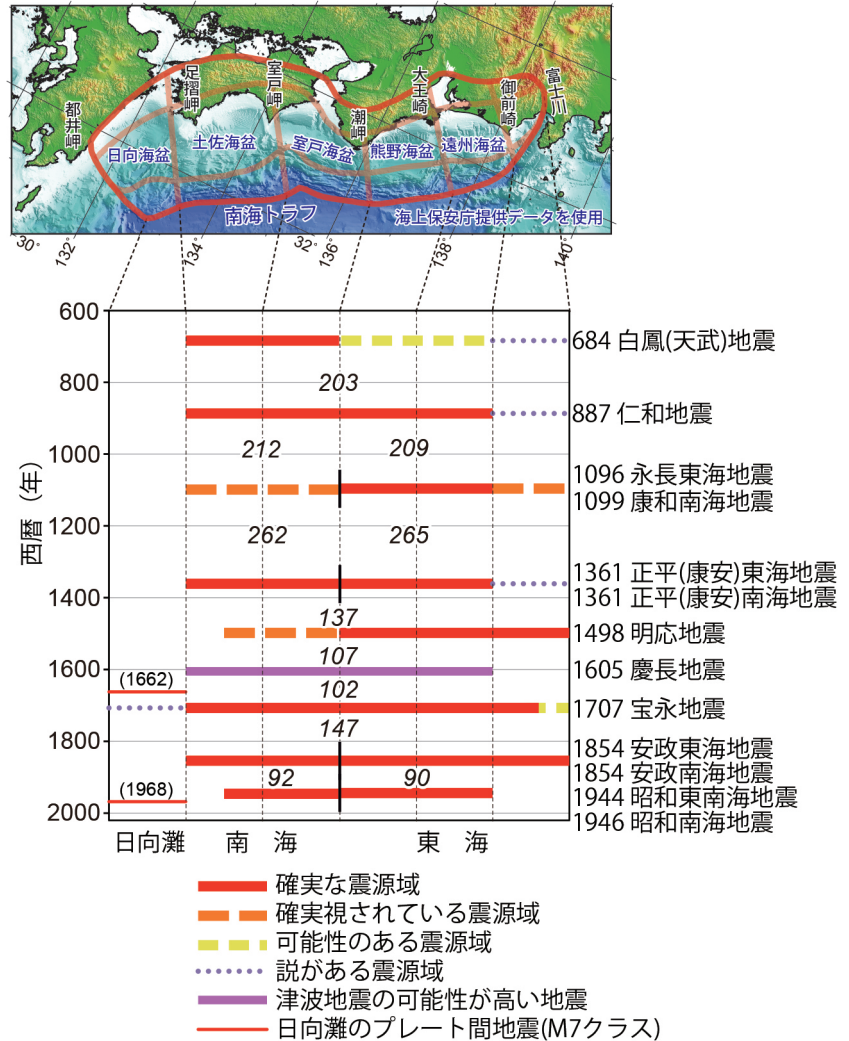 都井岬
足摺岬
室戸岬
潮岬
大王崎
御前崎
富士川
日向海盆
土佐海盆
室戸海盆
熊野海盆
遠州海盆
南海トラフ
海上保安庁提供データを使用
30°
132°
134°
32°
136°
138°
140°
西暦（年）
600
800
1000
1200
1400
1600
1800
2000
203
212
209
262
265
137
107
102
147
92
90
(1662)
(1968)
684 白鳳(天武)地震
887 仁和地震
1096 永長東海地震
1099 康和南海地震
1361 正平(康安)東海地震
1361 正平(康安)南海地震
1498 明応地震
1605 慶長地震
1707 宝永地震
1854 安政東海地震
1854 安政南海地震
1944 昭和東南海地震
1946 昭和南海地震
日向灘 南海 東海
確実な震源域
確実視されている震源域
可能性のある震源域
説がある震源域
津波地震の可能性が高い地震
日向灘のプレート間地震(M7クラス)